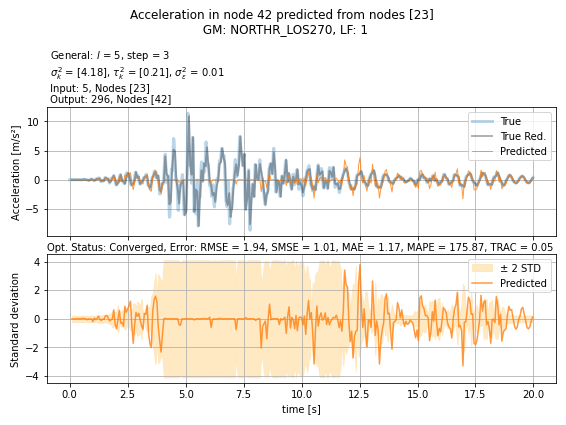 Acceleration in node 42 predicted from nodes [23]
GM: NORTHR_LOS270, LF: 1
General: l = 5, step = 3
σ²ₖ = [4.18], τ²ₖ = [0.21], σ²ε = 0.01
Input: 5, Nodes [23]
Output: 296, Nodes [42]
True
True Red.
Predicted
Acceleration [m/s²]
10
5
0
−5
Opt. Status: Converged, Error: RMSE = 1.94, SMSE = 1.01, MAE = 1.17, MAPE = 175.87, TRAC = 0.05
± 2 STD
Predicted
Standard deviation
4
2
0
−2
−4
0.0 2.5 5.0 7.5 10.0 12.5 15.0 17.5 20.0
time [s]